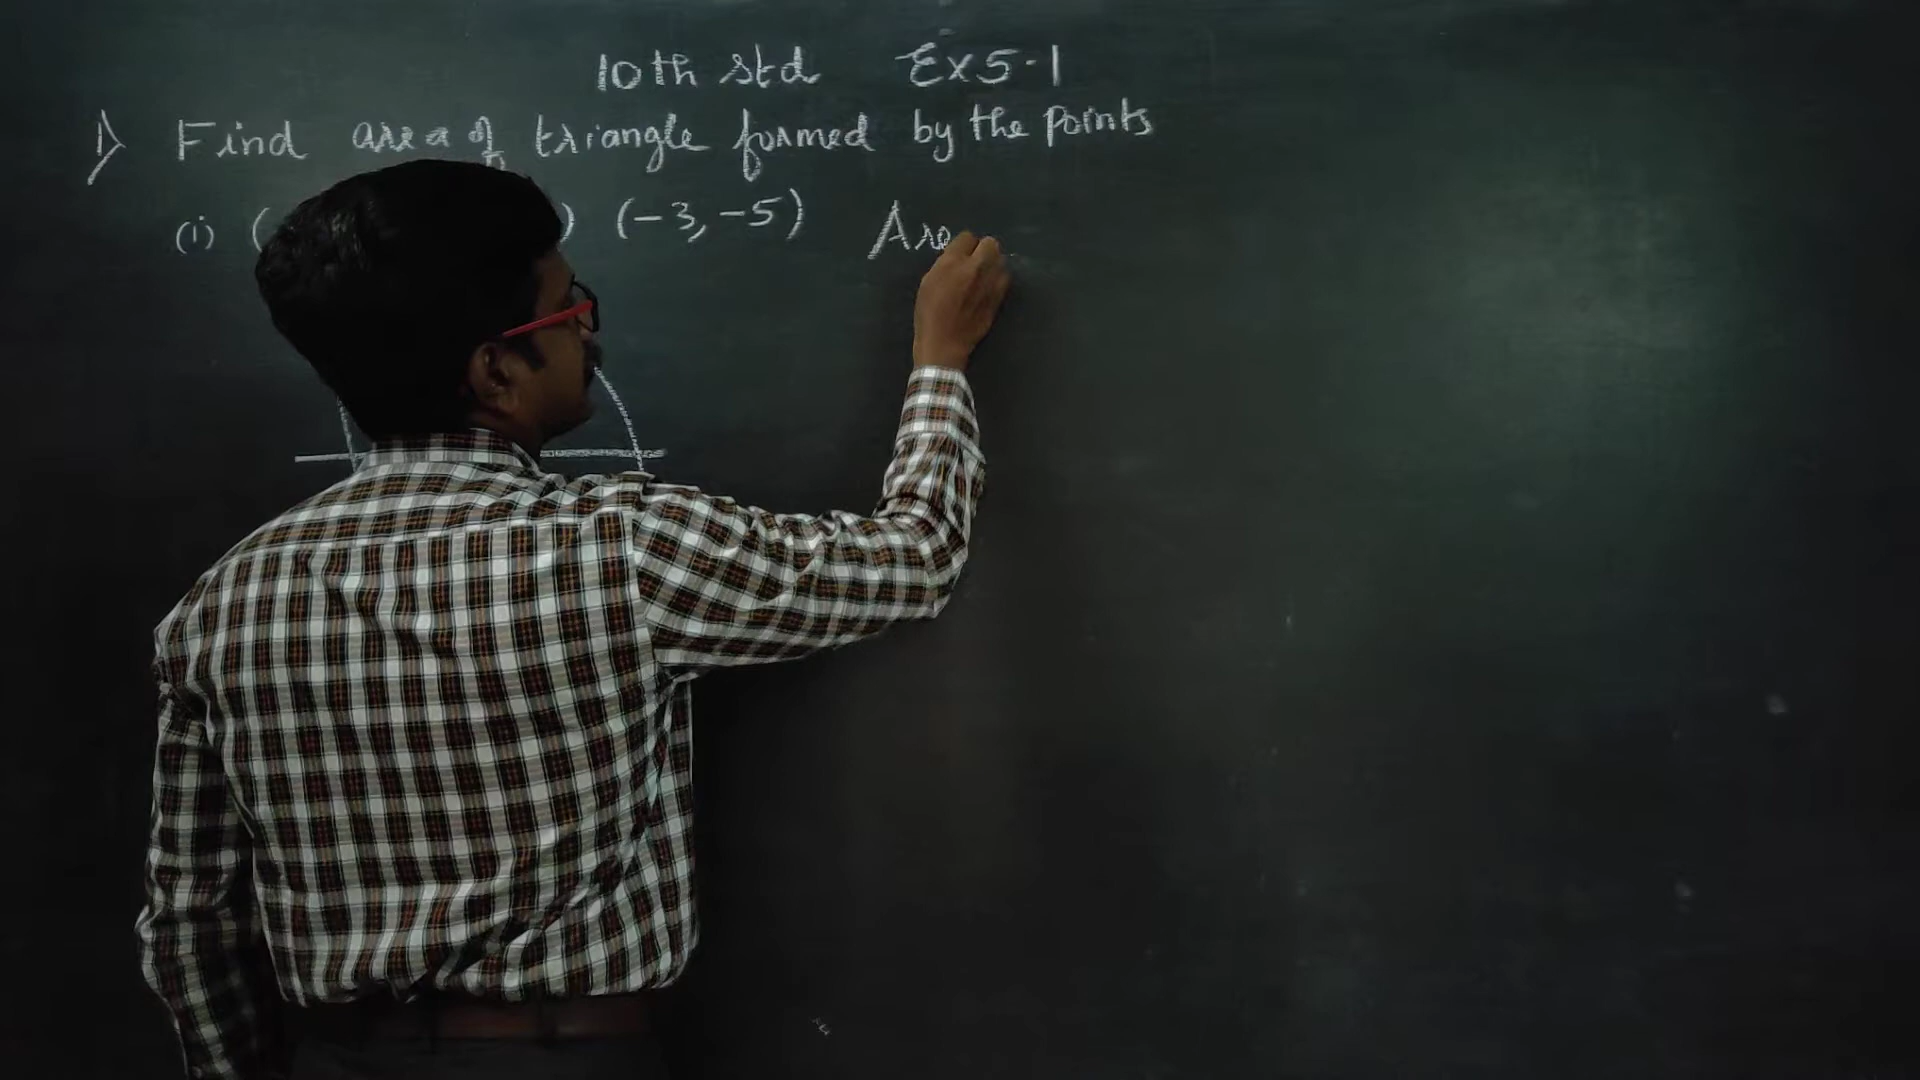 10th std Ex 5.1
1) Find area of triangle formed by the points
(i) ( ) (-3, -5) Are